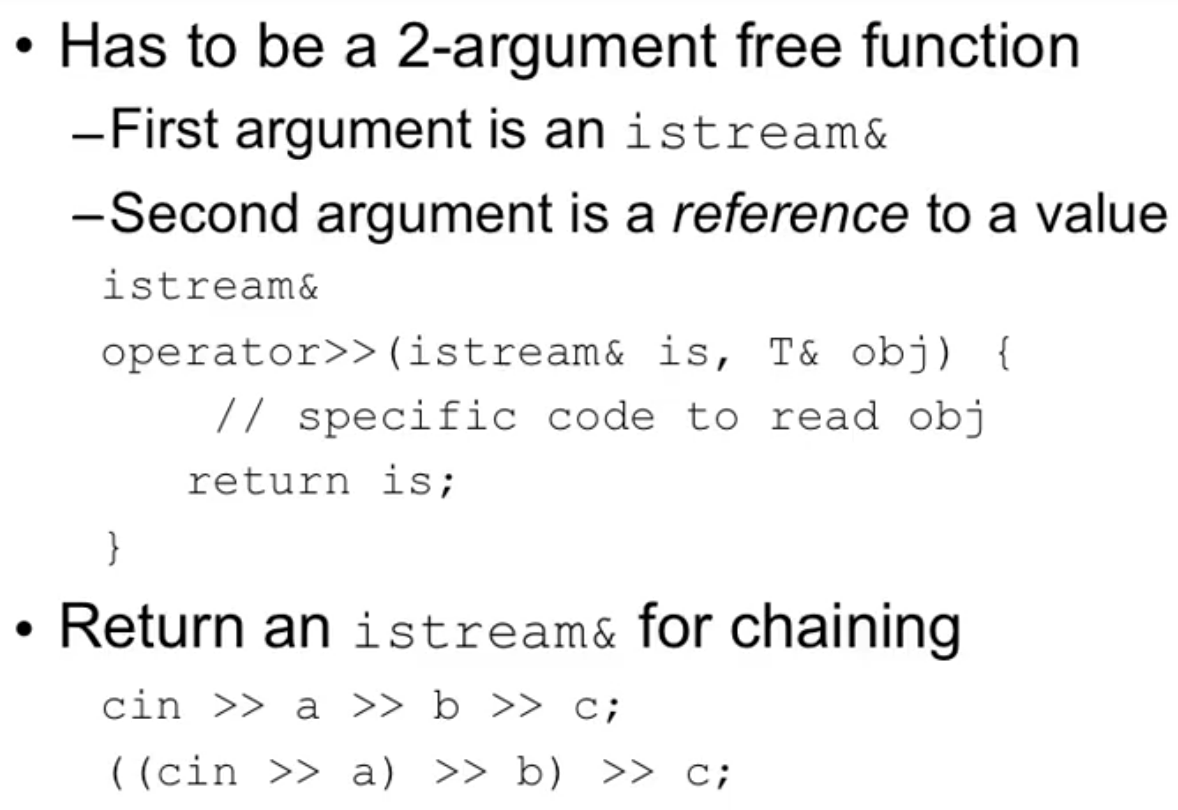 • Has to be a 2-argument free function
–First argument is an istream&
–Second argument is a reference to a value
istream&
operator>>(istream& is, T& obj) {
// specific code to read obj
return is;
}
• Return an istream& for chaining
cin >> a >> b >> c;
((cin >> a) >> b) >> c;